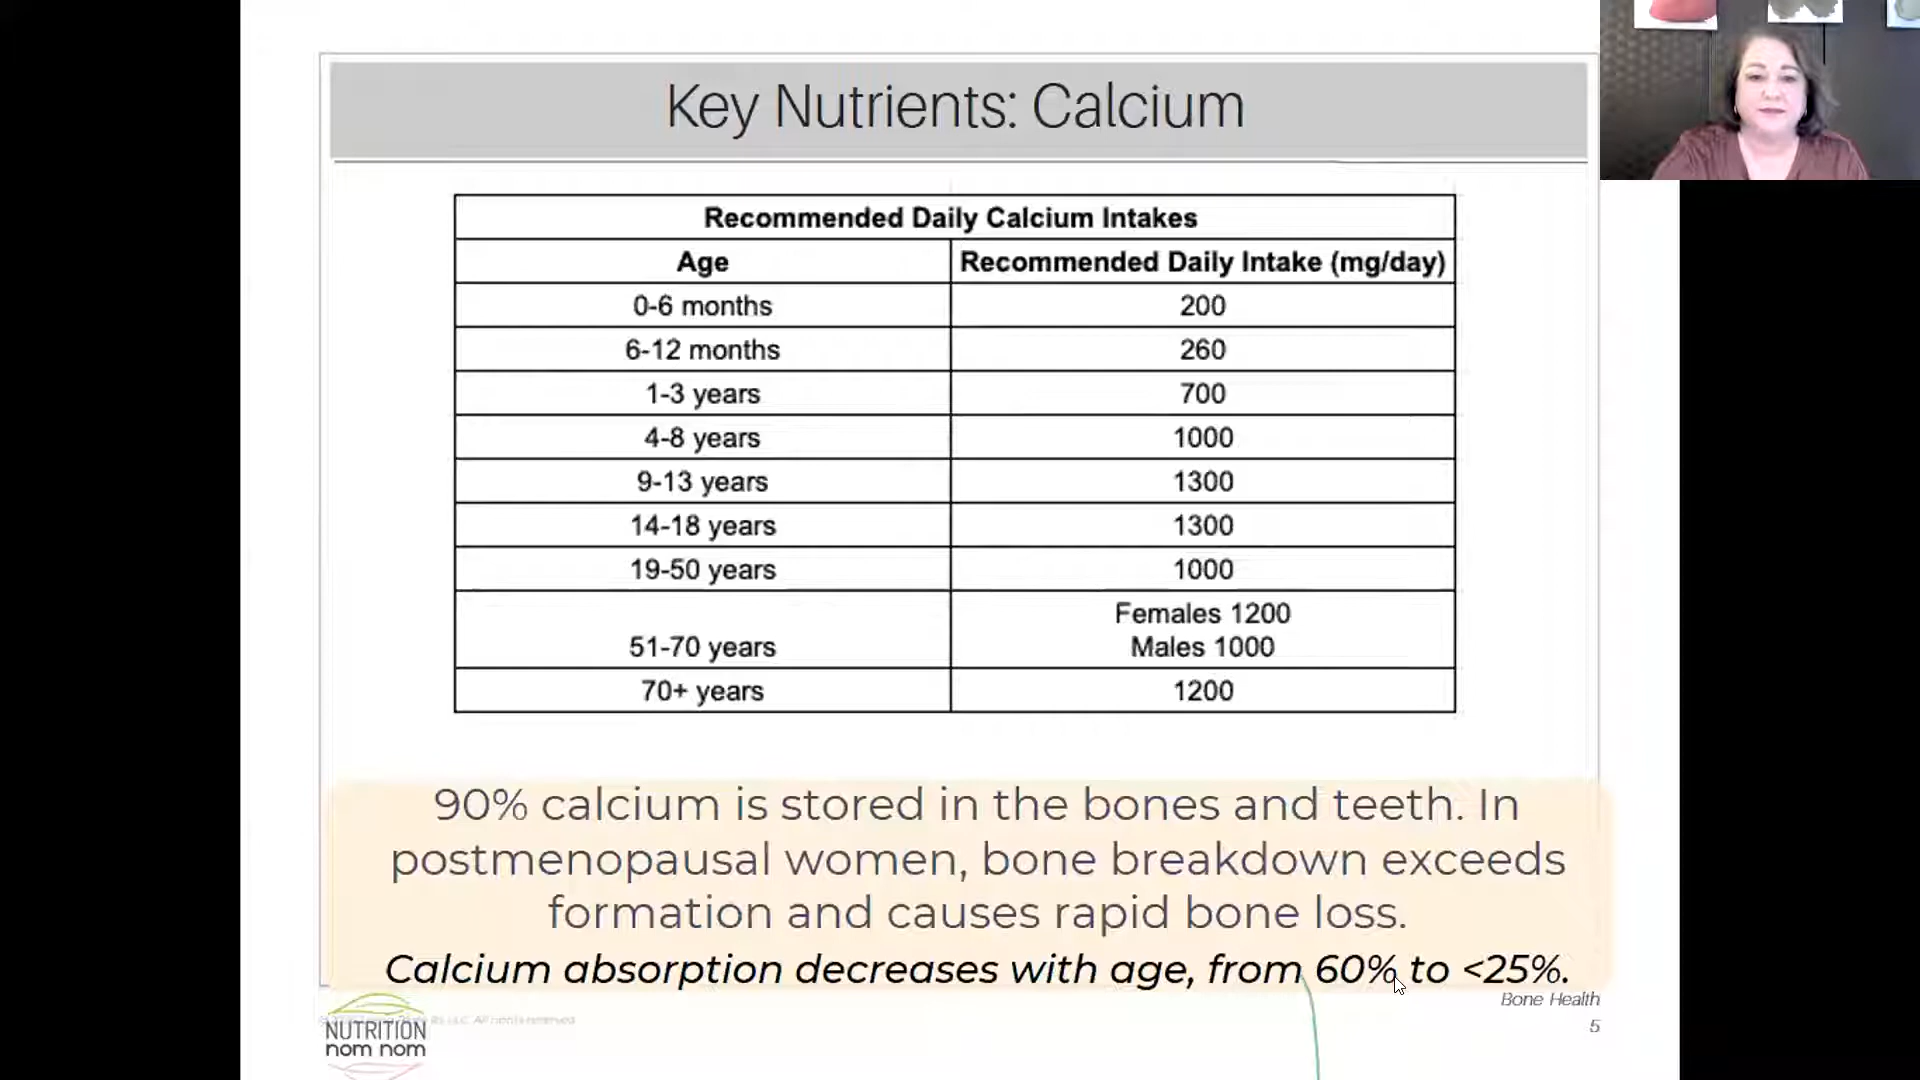 Key Nutrients: Calcium
Recommended Daily Calcium Intakes
Age Recommended Daily Intake (mg/day)
0-6 months 200
6-12 months 260
1-3 years 700
4-8 years 1000
9-13 years 1300
14-18 years 1300
19-50 years 1000
51-70 years Females 1200
Males 1000
70+ years 1200
90% calcium is stored in the bones and teeth. In
postmenopausal women, bone breakdown exceeds
formation and causes rapid bone loss.
Calcium absorption decreases with age, from 60% to <25%.
Bone Health
5
LLC. All rights reserved
NUTRITION
nom nom